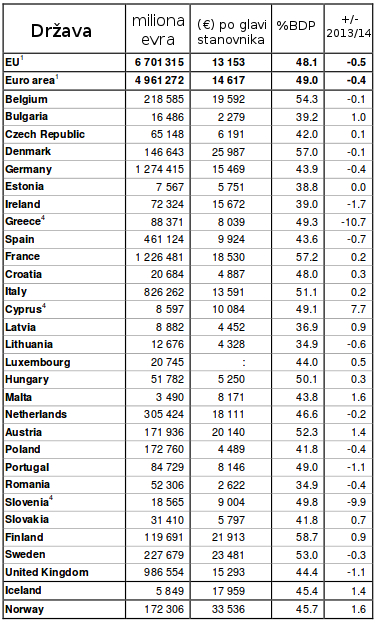 Država miliona evra (€) po glavi stanovnika %BDP +/- 2013/14
EU1 6 701 315 13 153 48.1 -0.5
Euro area1 4 961 272 14 617 49.0 -0.4
Belgium 218 585 19 592 54.3 -0.1
Bulgaria 16 486 2 279 39.2 1.0
Czech Republic 65 148 6 191 42.0 0.1
Denmark 146 643 25 987 57.0 -0.1
Germany 1 274 415 15 469 43.9 -0.4
Estonia 7 567 5 751 38.8 0.0
Ireland 72 324 15 672 39.0 -1.7
Greece4 88 371 8 039 49.3 -10.7
Spain 461 124 9 924 43.6 -0.7
France 1 226 481 18 530 57.2 0.2
Croatia 20 684 4 887 48.0 0.3
Italy 826 262 13 591 51.1 0.2
Cyprus4 8 597 10 084 49.1 7.7
Latvia 8 882 4 452 36.9 0.9
Lithuania 12 676 4 328 34.9 -0.6
Luxembourg 20 745 : 44.0 0.5
Hungary 51 782 5 250 50.1 0.3
Malta 3 490 8 171 43.8 1.6
Netherlands 305 424 18 111 46.6 -0.2
Austria 171 936 20 140 52.3 1.4
Poland 172 760 4 489 41.8 -0.4
Portugal 84 729 8 146 49.0 -1.1
Romania 52 306 2 622 34.9 -0.4
Slovenia4 18 565 9 004 49.8 -9.9
Slovakia 31 410 5 797 41.8 0.7
Finland 119 691 21 913 58.7 0.9
Sweden 227 679 23 481 53.0 -0.3
United Kingdom 986 554 15 293 44.4 -1.1
Iceland 5 849 17 959 45.4 1.4
Norway 172 306 33 536 45.7 1.6